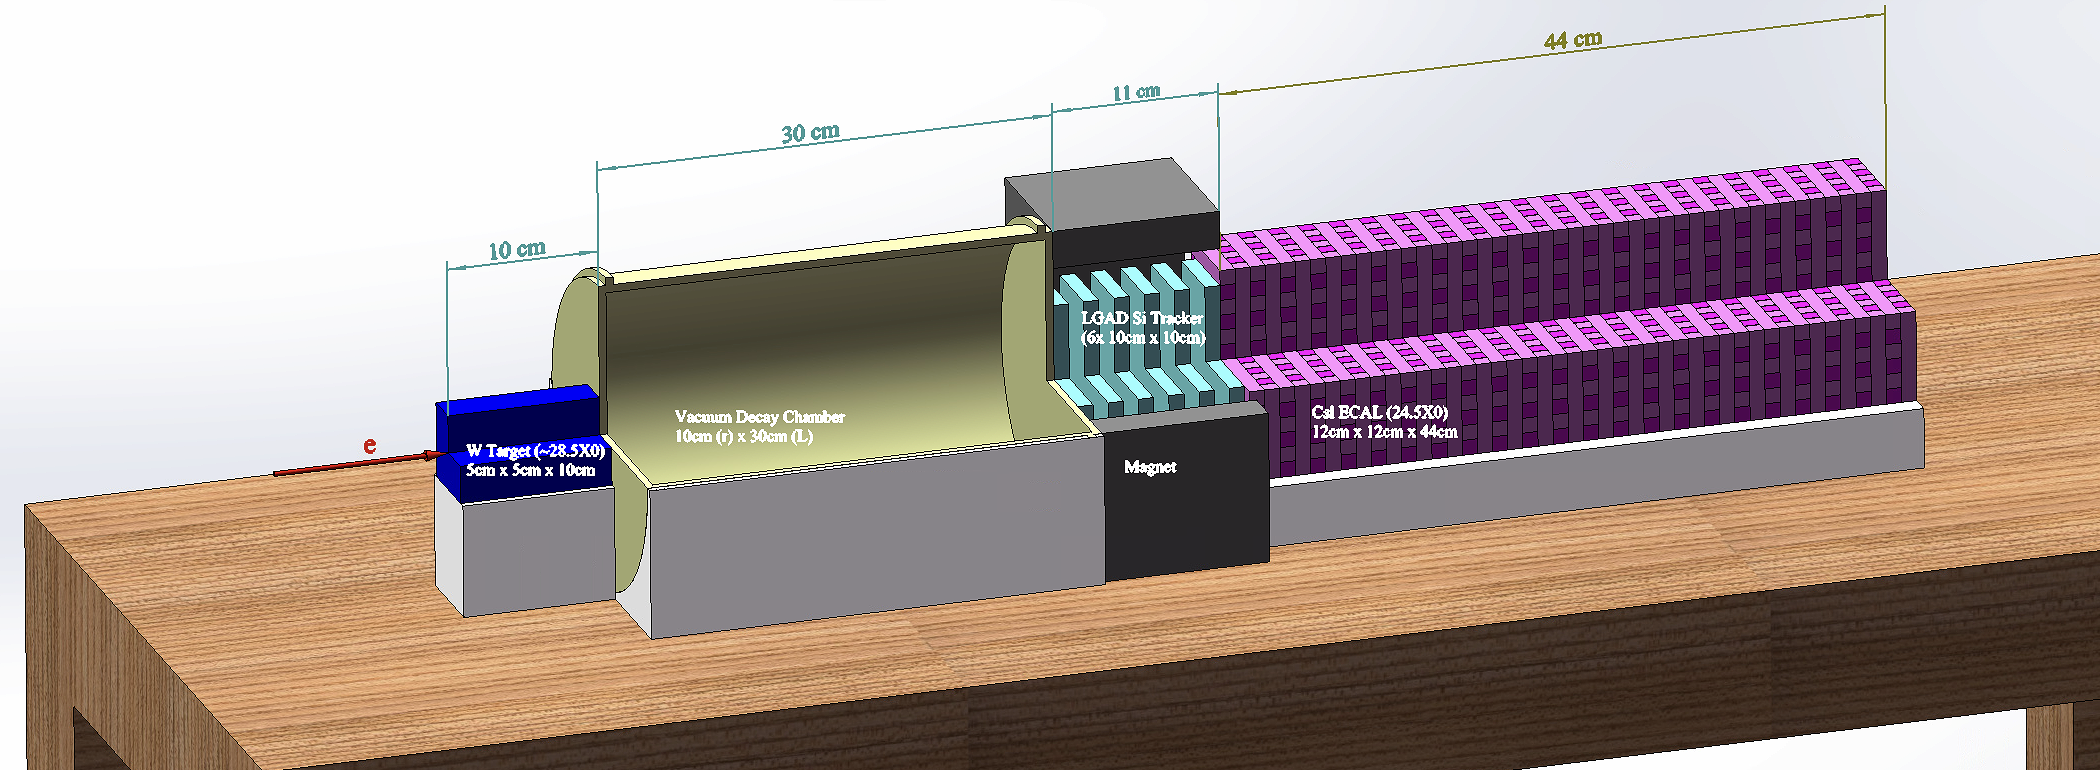 44 cm
11 cm
30 cm
10 cm
e
W Target (~28.5X0)
5cm x 5cm x 10cm
Vacuum Decay Chamber
10cm (r) x 30cm (L)
LGAD Si Tracker
(6x 10cm x 10cm)
Magnet
CsI ECAL (24.5X0)
12cm x 12cm x 44cm